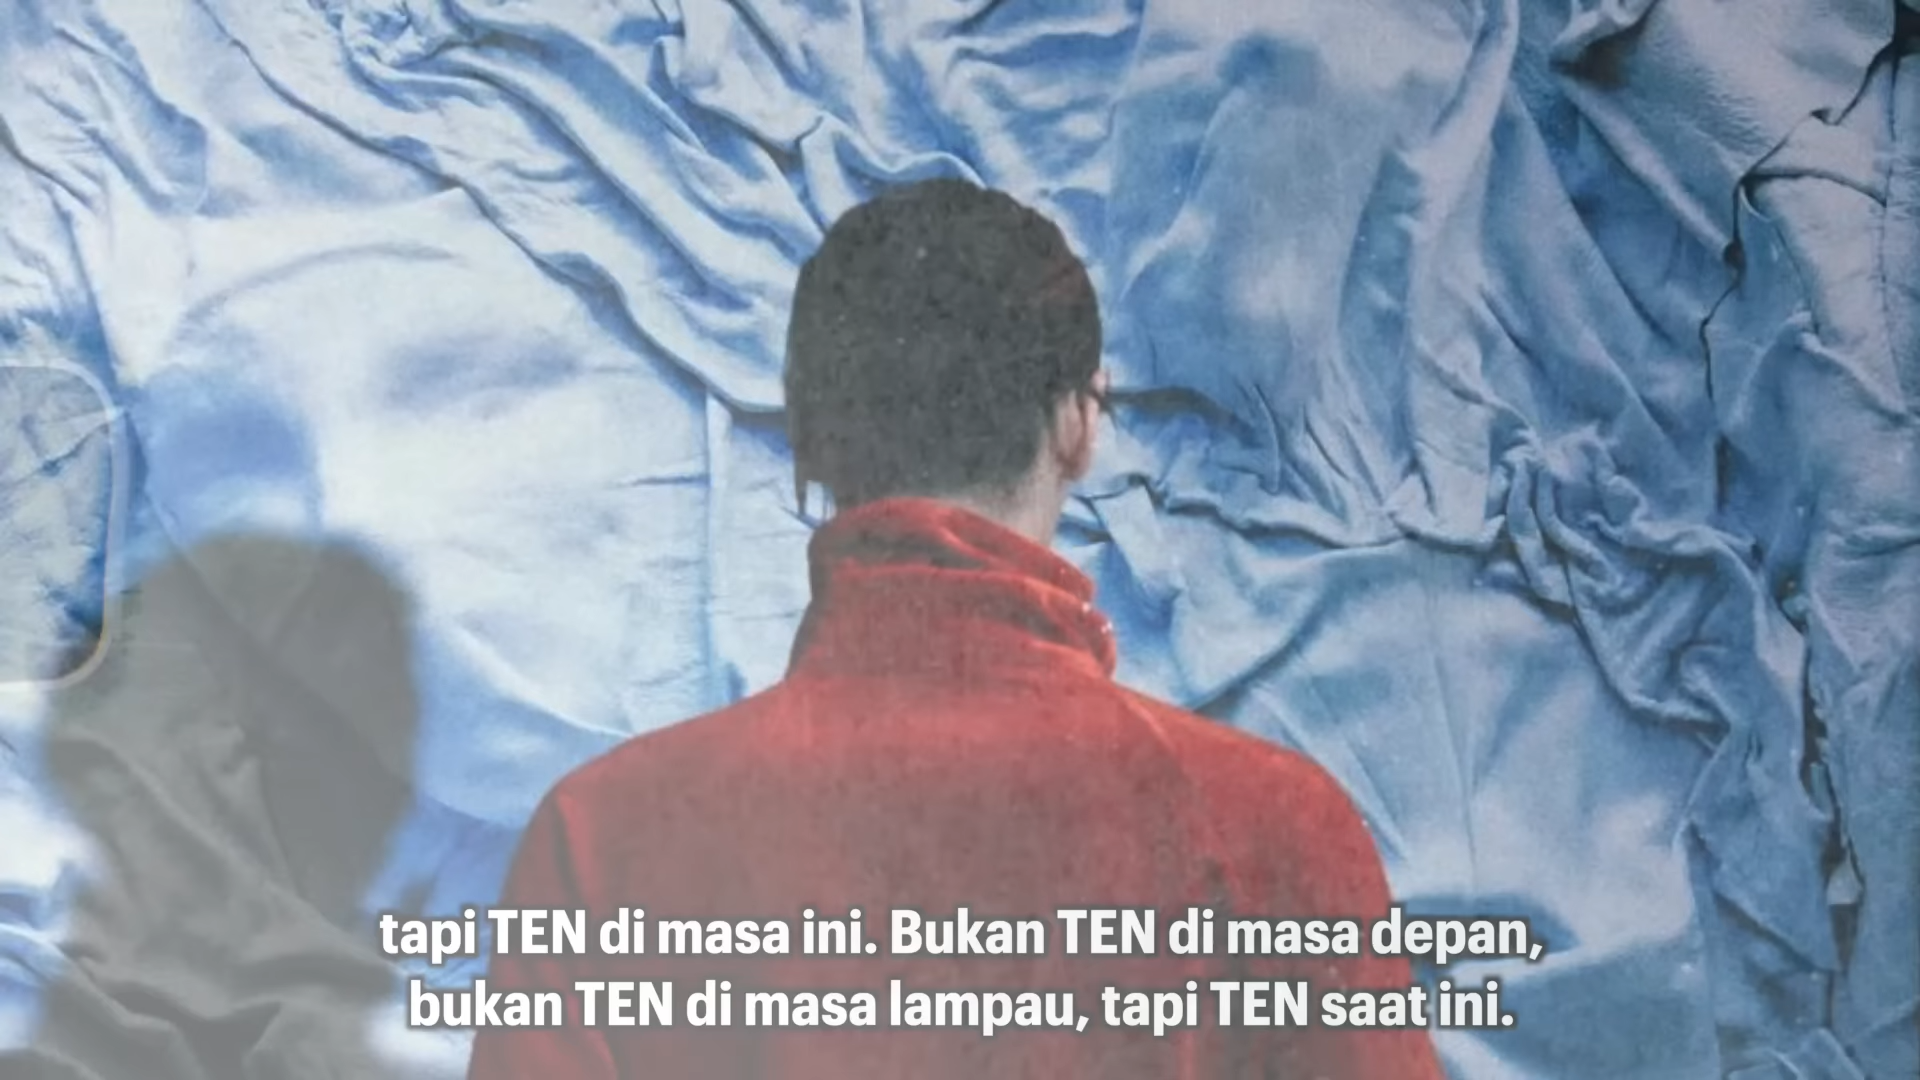 tapi TEN di masa ini. Bukan TEN di masa depan,
bukan TEN di masa lampau, tapi TEN saat ini.